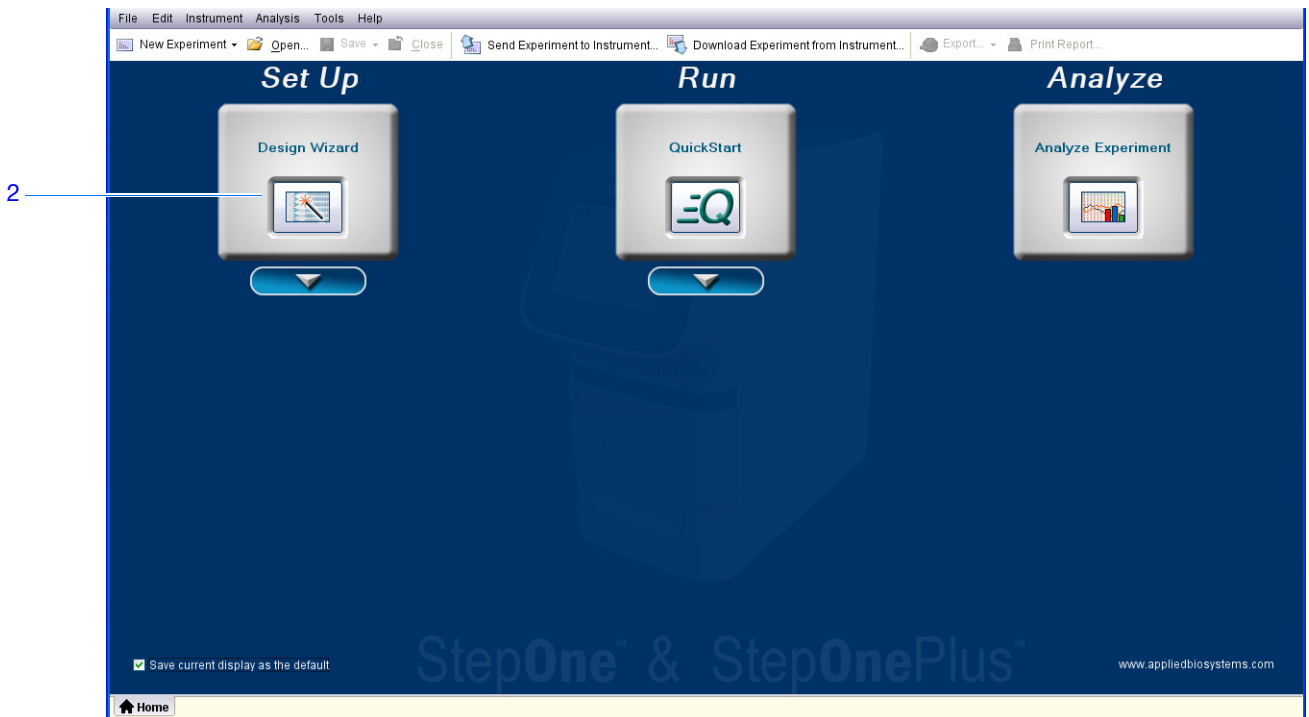 File Edit Instrument Analysis Tools Help
New Experiment Open... Save Close Send Experiment to Instrument... Download Experiment from Instrument... Export... Print Report...
Set Up Run Analyze
Design Wizard QuickStart Analyze Experiment
2
=Q
StepOne™ & StepOnePlus™
Save current display as the default www.appliedbiosystems.com
Home